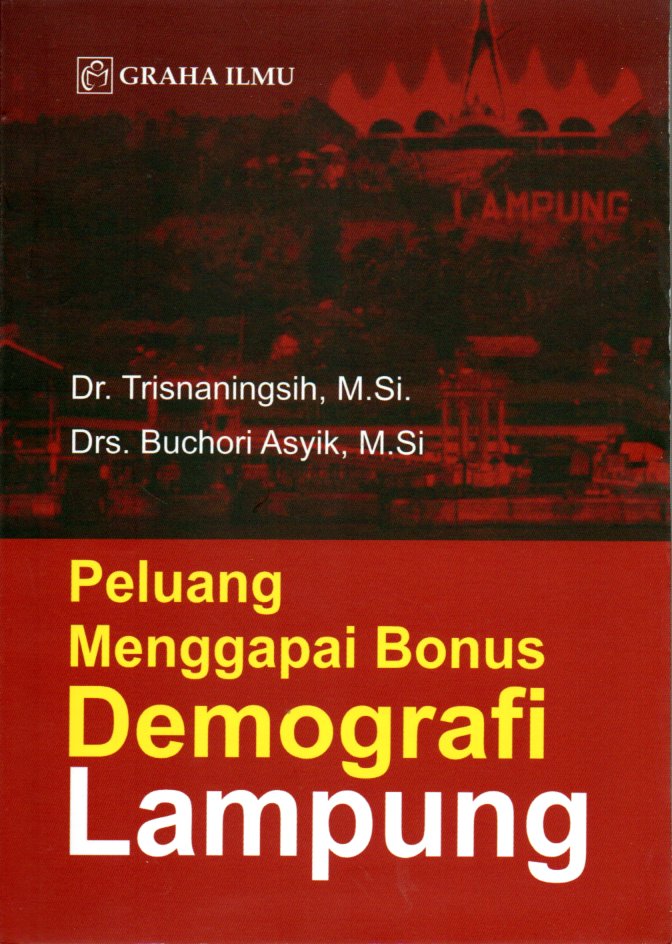 GRAHA ILMU
LAMPUNG
Dr. Trisnaningsih, M.Si.
Drs. Buchori Asyik, M.Si
Peluang
Menggapai Bonus
Demografi
Lampung